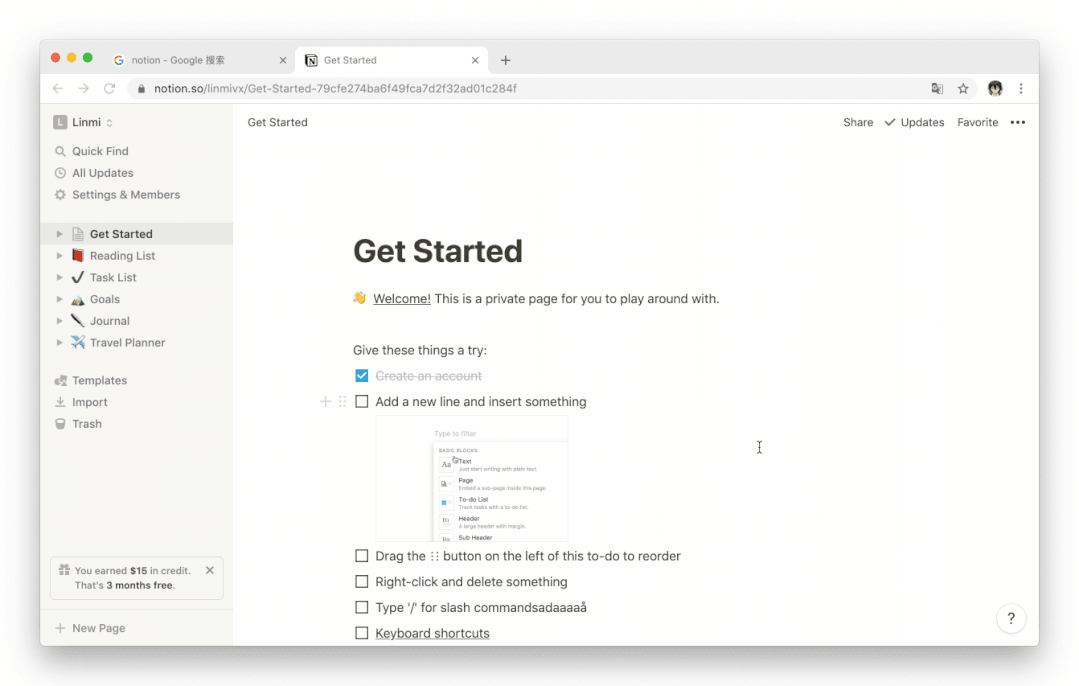 notion - Google 搜索
Get Started
notion.so/linmivx/Get-Started-79cfe274ba6f49fca7d2f32ad01c284f
L Linmi
Get Started
Share
Updates
Favorite
Quick Find
All Updates
Settings & Members
Get Started
Reading List
Task List
Goals
Journal
Travel Planner
Templates
Import
Trash
You earned $15 in credit.
That's 3 months free.
New Page
Get Started
👋 Welcome! This is a private page for you to play around with.
Give these things a try:
Create an account
Add a new line and insert something
Type to filter
BASIC BLOCKS
Aa Text
Just start writing with plain text.
Page
Embed a sub-page inside this page.
To-do List
Track tasks with a to-do list.
Header
A large header with margin.
Sub Header
Drag the ⋮⋮ button on the left of this to-do to reorder
Right-click and delete something
Type '/' for slash commandsadaaaaå
Keyboard shortcuts
?